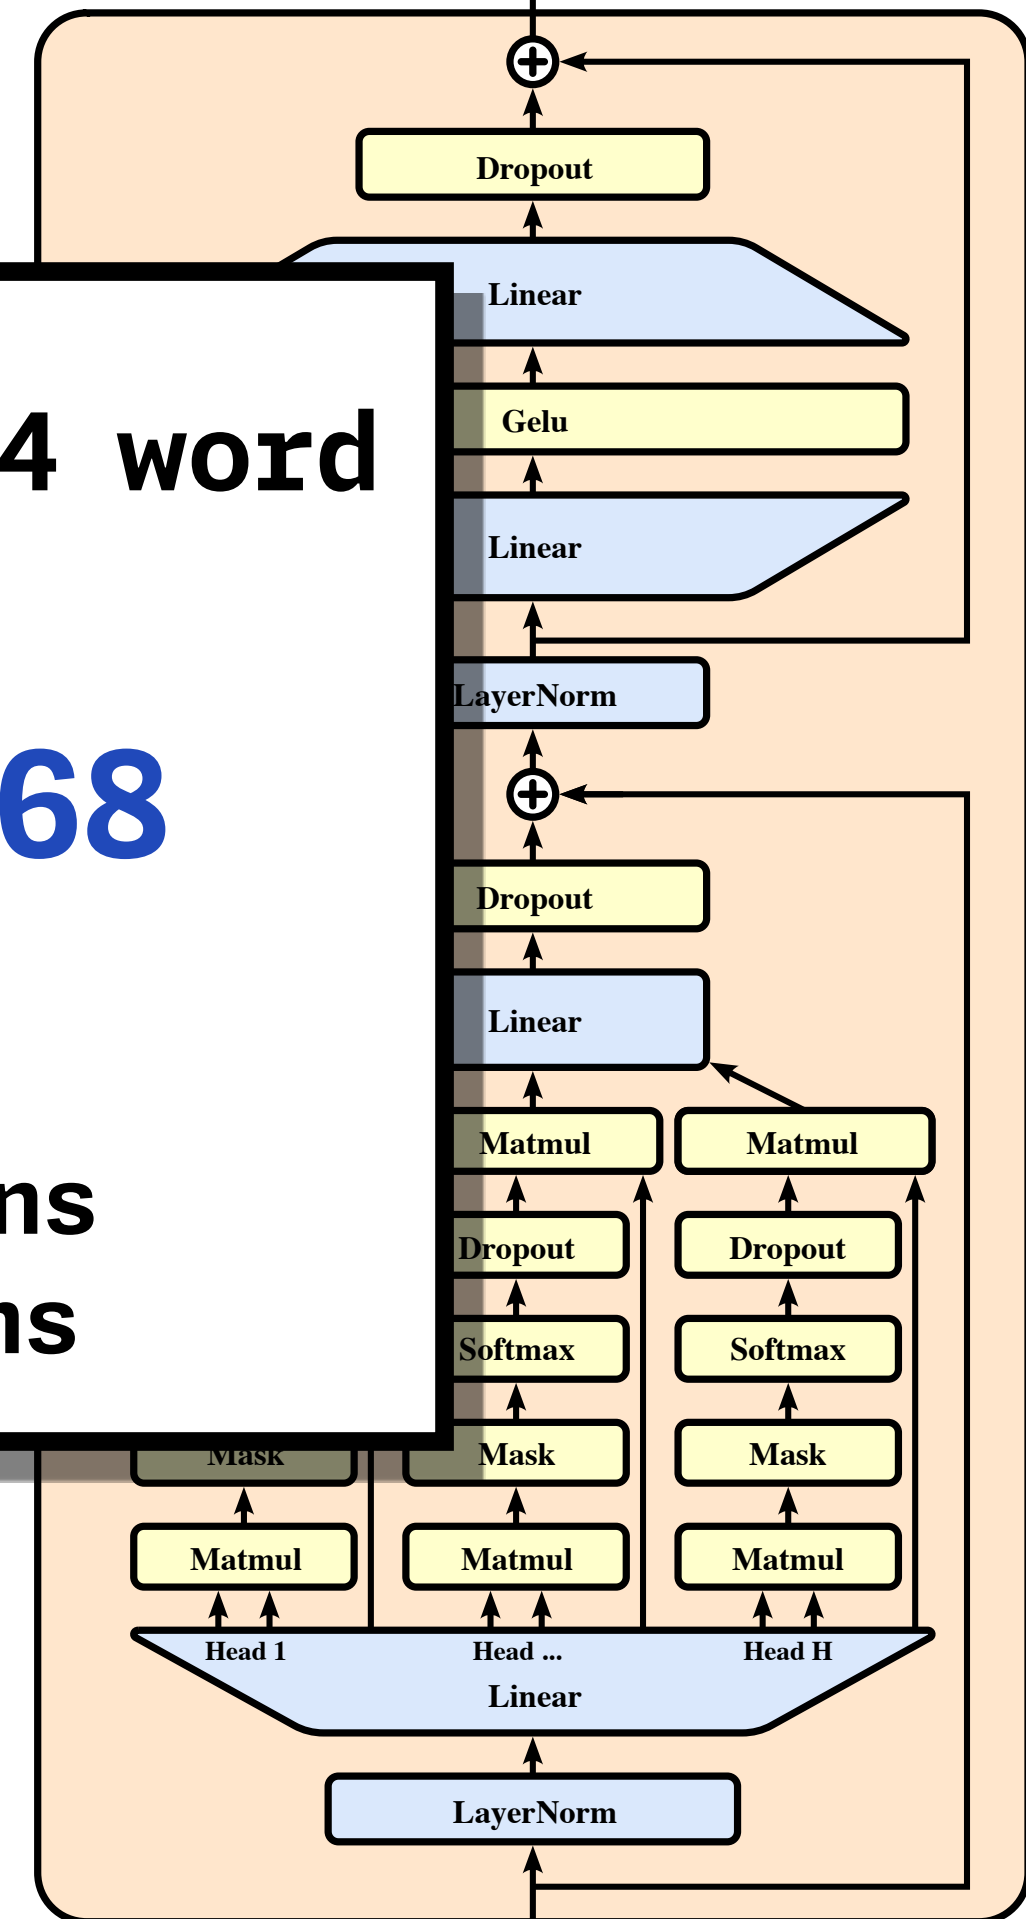 Dropout
Linear
4 word
Gelu
Linear
LayerNorm
68
Dropout
Linear
Matmul Matmul
ns
Dropout Dropout
ns
Softmax Softmax
Mask Mask Mask
Matmul Matmul Matmul
Head 1 Head ... Head H
Linear
LayerNorm